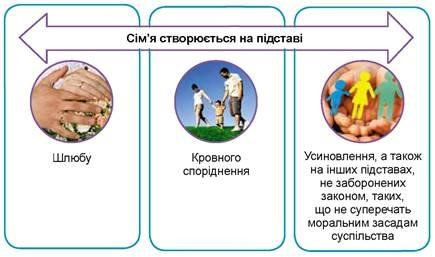 Сім’я створюється на підставі
Шлюбу
Кровного
споріднення
Усиновлення, а також
на інших підставах,
не заборонених
законом, таких,
що не суперечать
моральним засадам
суспільства